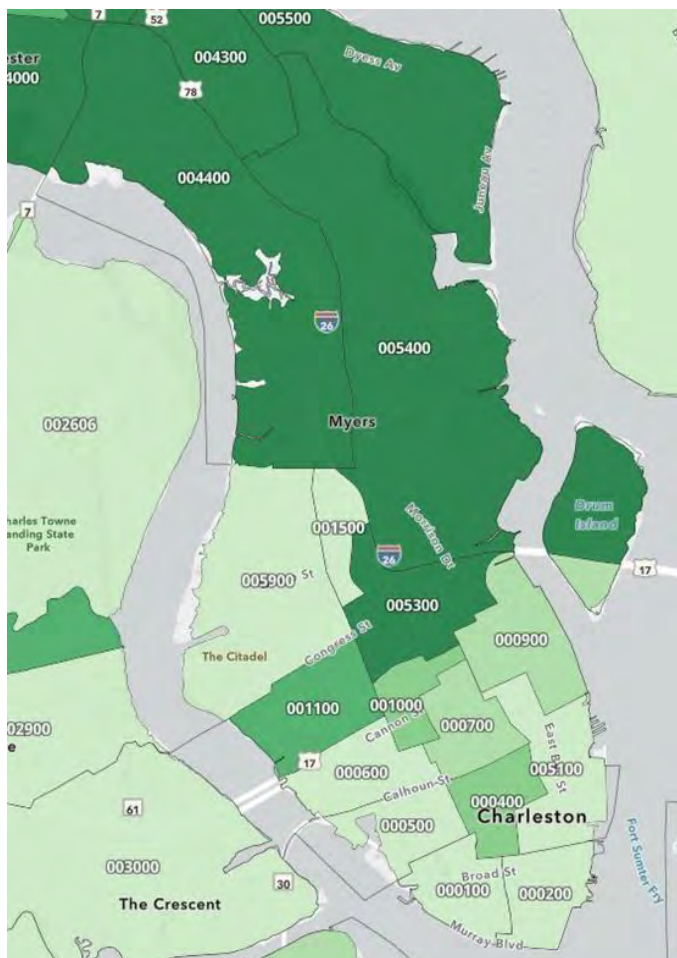 005500
7
52
ester
4000
004300
Dyess Av
78
004400
Juneau Av
7
26
005400
002606
Myers
harles Towne
anding State
Park
001500
Morrison Dr
Drum
Island
26
17
005900
St
005300
000900
Congress St
The Citadel
001100
001000
Cannon S
000700
02900
e
17
000600
East B
St
005100
Calhoun St
000400
61
000500
Charleston
003000
Broad St
000100
000200
30
The Crescent
Murray Blvd
Fort Sumter Fry